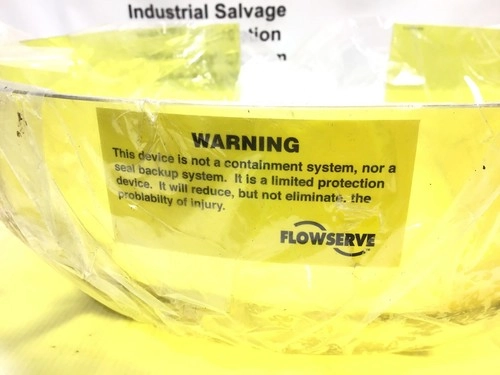 Industrial Salvage
WARNING
This device is not a containment system, nor a
seal backup system. It is a limited protection
device. It will reduce, but not eliminate, the
probiabilty of injury.
FLOWSERVE